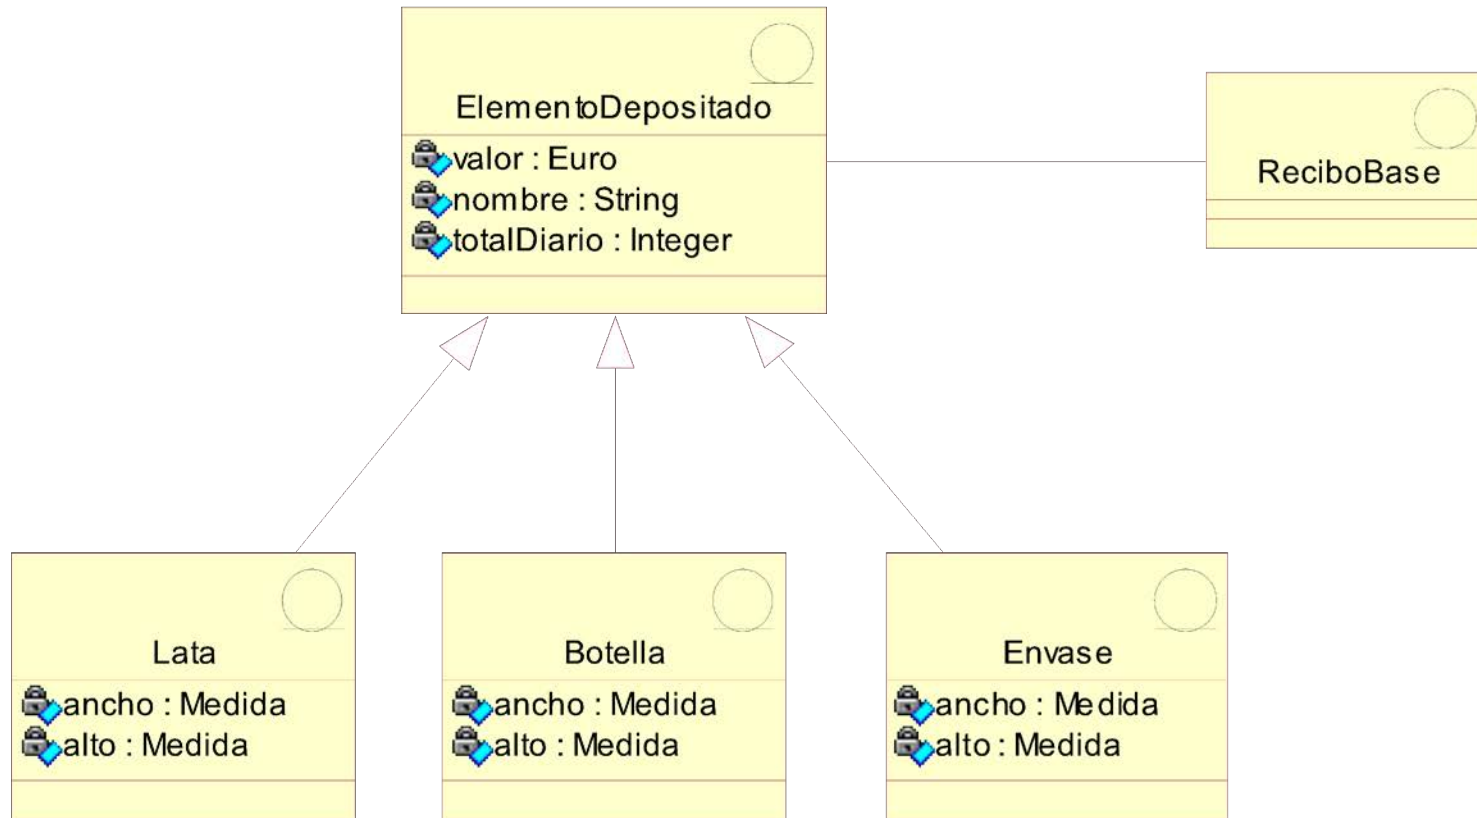 ElementoDepositado
valor : Euro
nombre : String
totalDiario : Integer
ReciboBase
Lata
ancho : Medida
alto : Medida
Botella
ancho : Medida
alto : Medida
Envase
ancho : Medida
alto : Medida